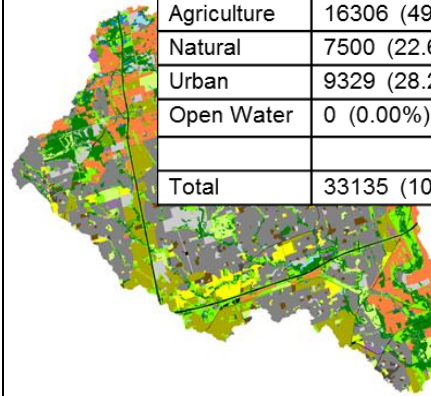 Agriculture 16306 (49
Natural 7500 (22.6
Urban 9329 (28.2
Open Water 0 (0.00%)
Total 33135 (10